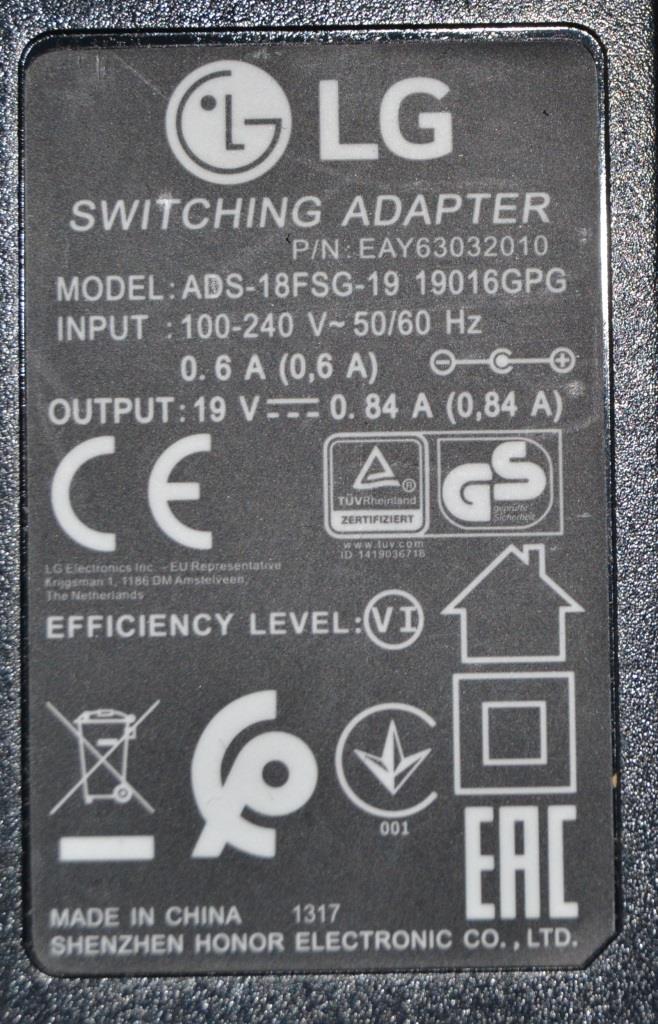 LG
SWITCHING ADAPTER
P/N: EAY63032010
MODEL: ADS-18FSG-19 19016GPG
INPUT : 100-240 V~ 50/60 Hz
0. 6 A (0,6 A)
OUTPUT: 19 V⎓ 0. 84 A (0,84 A)
CE
TÜVRheinland
ZERTIFIZIERT
GS
geprüfte
Sicherheit
www.tuv.com
ID 1419036718
LG Electronics Inc. - EU Representative
Krijgsman 1, 1186 DM Amstelveen,
The Netherlands
EFFICIENCY LEVEL: VI
001
EAC
MADE IN CHINA 1317
SHENZHEN HONOR ELECTRONIC CO., LTD.